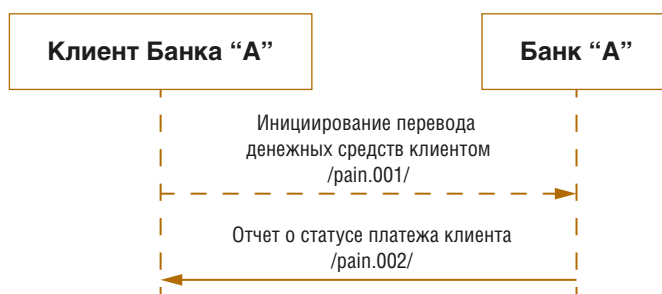 Клиент Банка “А”
Банк “А”
Инициирование перевода
денежных средств клиентом
/pain.001/
Отчет о статусе платежа клиента
/pain.002/